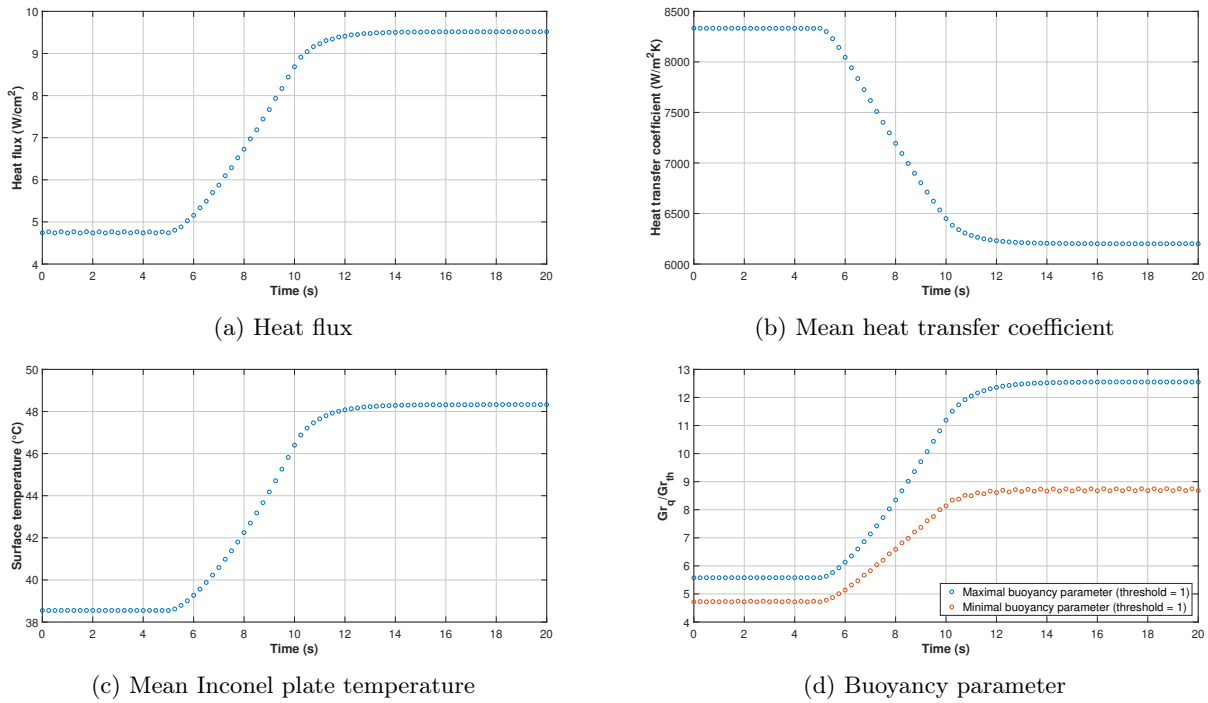 10
9
8
7
6
5
4
Heat flux (W/cm²)
0 2 4 6 8 10 12 14 16 18 20
Time (s)
(a) Heat flux
8500
8000
7500
7000
6500
6000
Heat transfer coefficient (W/m²K)
0 2 4 6 8 10 12 14 16 18 20
Time (s)
(b) Mean heat transfer coefficient
50
48
46
44
42
40
38
Surface temperature (°C)
0 2 4 6 8 10 12 14 16 18 20
Time (s)
(c) Mean Inconel plate temperature
13
12
11
10
9
8
7
6
5
4
Gr_q/Gr_th
Maximal buoyancy parameter (threshold = 1)
Minimal buoyancy parameter (threshold = 1)
0 2 4 6 8 10 12 14 16 18 20
Time (s)
(d) Buoyancy parameter